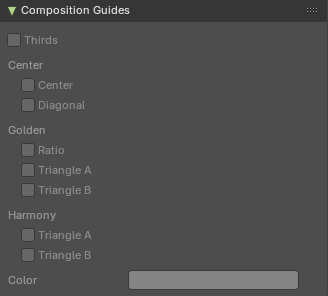 Composition Guides
Thirds
Center
Center
Diagonal
Golden
Ratio
Triangle A
Triangle B
Harmony
Triangle A
Triangle B
Color